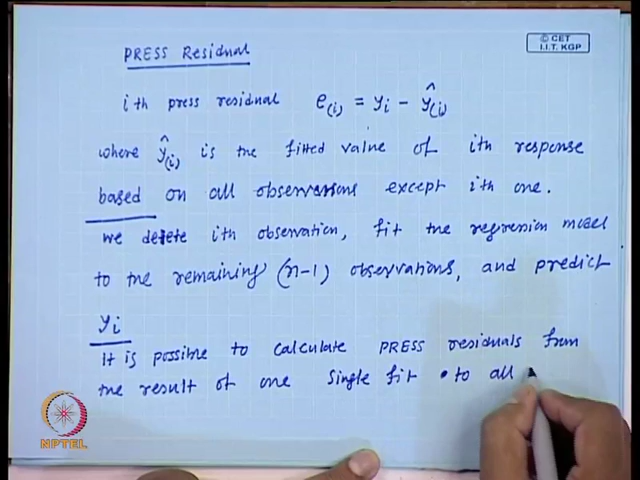 © CET
I.I.T. KGP
PRESS Residual
ith press residual e₍ᵢ₎ = yᵢ − ŷ₍ᵢ₎
where ŷ₍ᵢ₎ is the fitted value of ith response
based on all observations except ith one.
we delete ith observation, fit the regression model
to the remaining (n-1) observations, and predict
yᵢ
It is possible to calculate PRESS residuals from
the result of one single fit to all
NPTEL